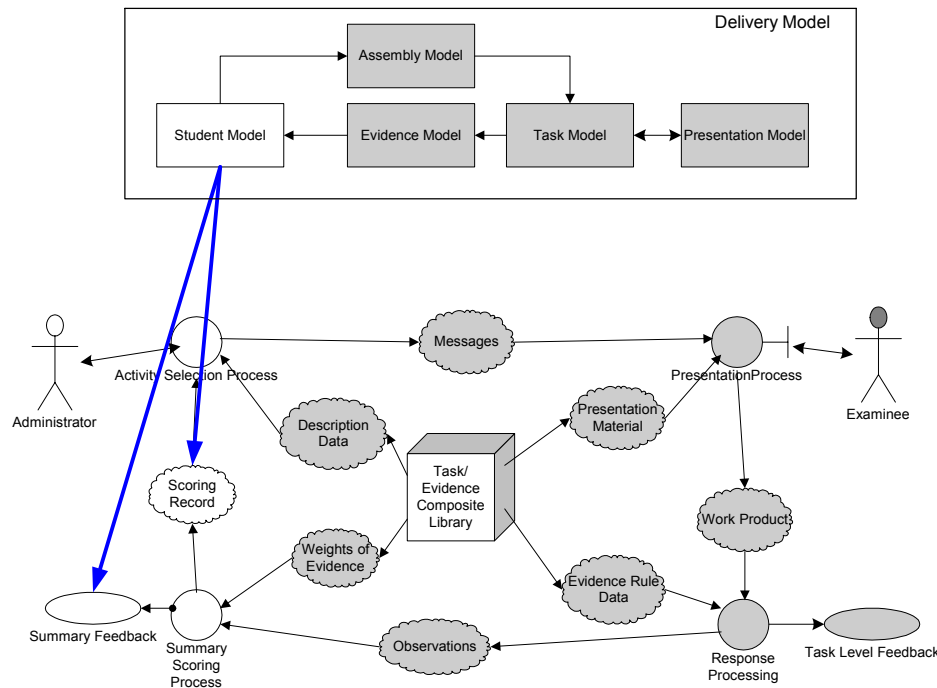 Delivery Model
Assembly Model
Student Model
Evidence Model
Task Model
Presentation Model
Messages
Activity Selection Process
PresentationProcess
Administrator
Examinee
Description
Data
Presentation
Material
Task/
Evidence
Composite
Library
Scoring
Record
Work Product
Weights of
Evidence
Evidence Rule
Data
Summary Feedback
Summary
Scoring
Process
Observations
Response
Processing
Task Level Feedback